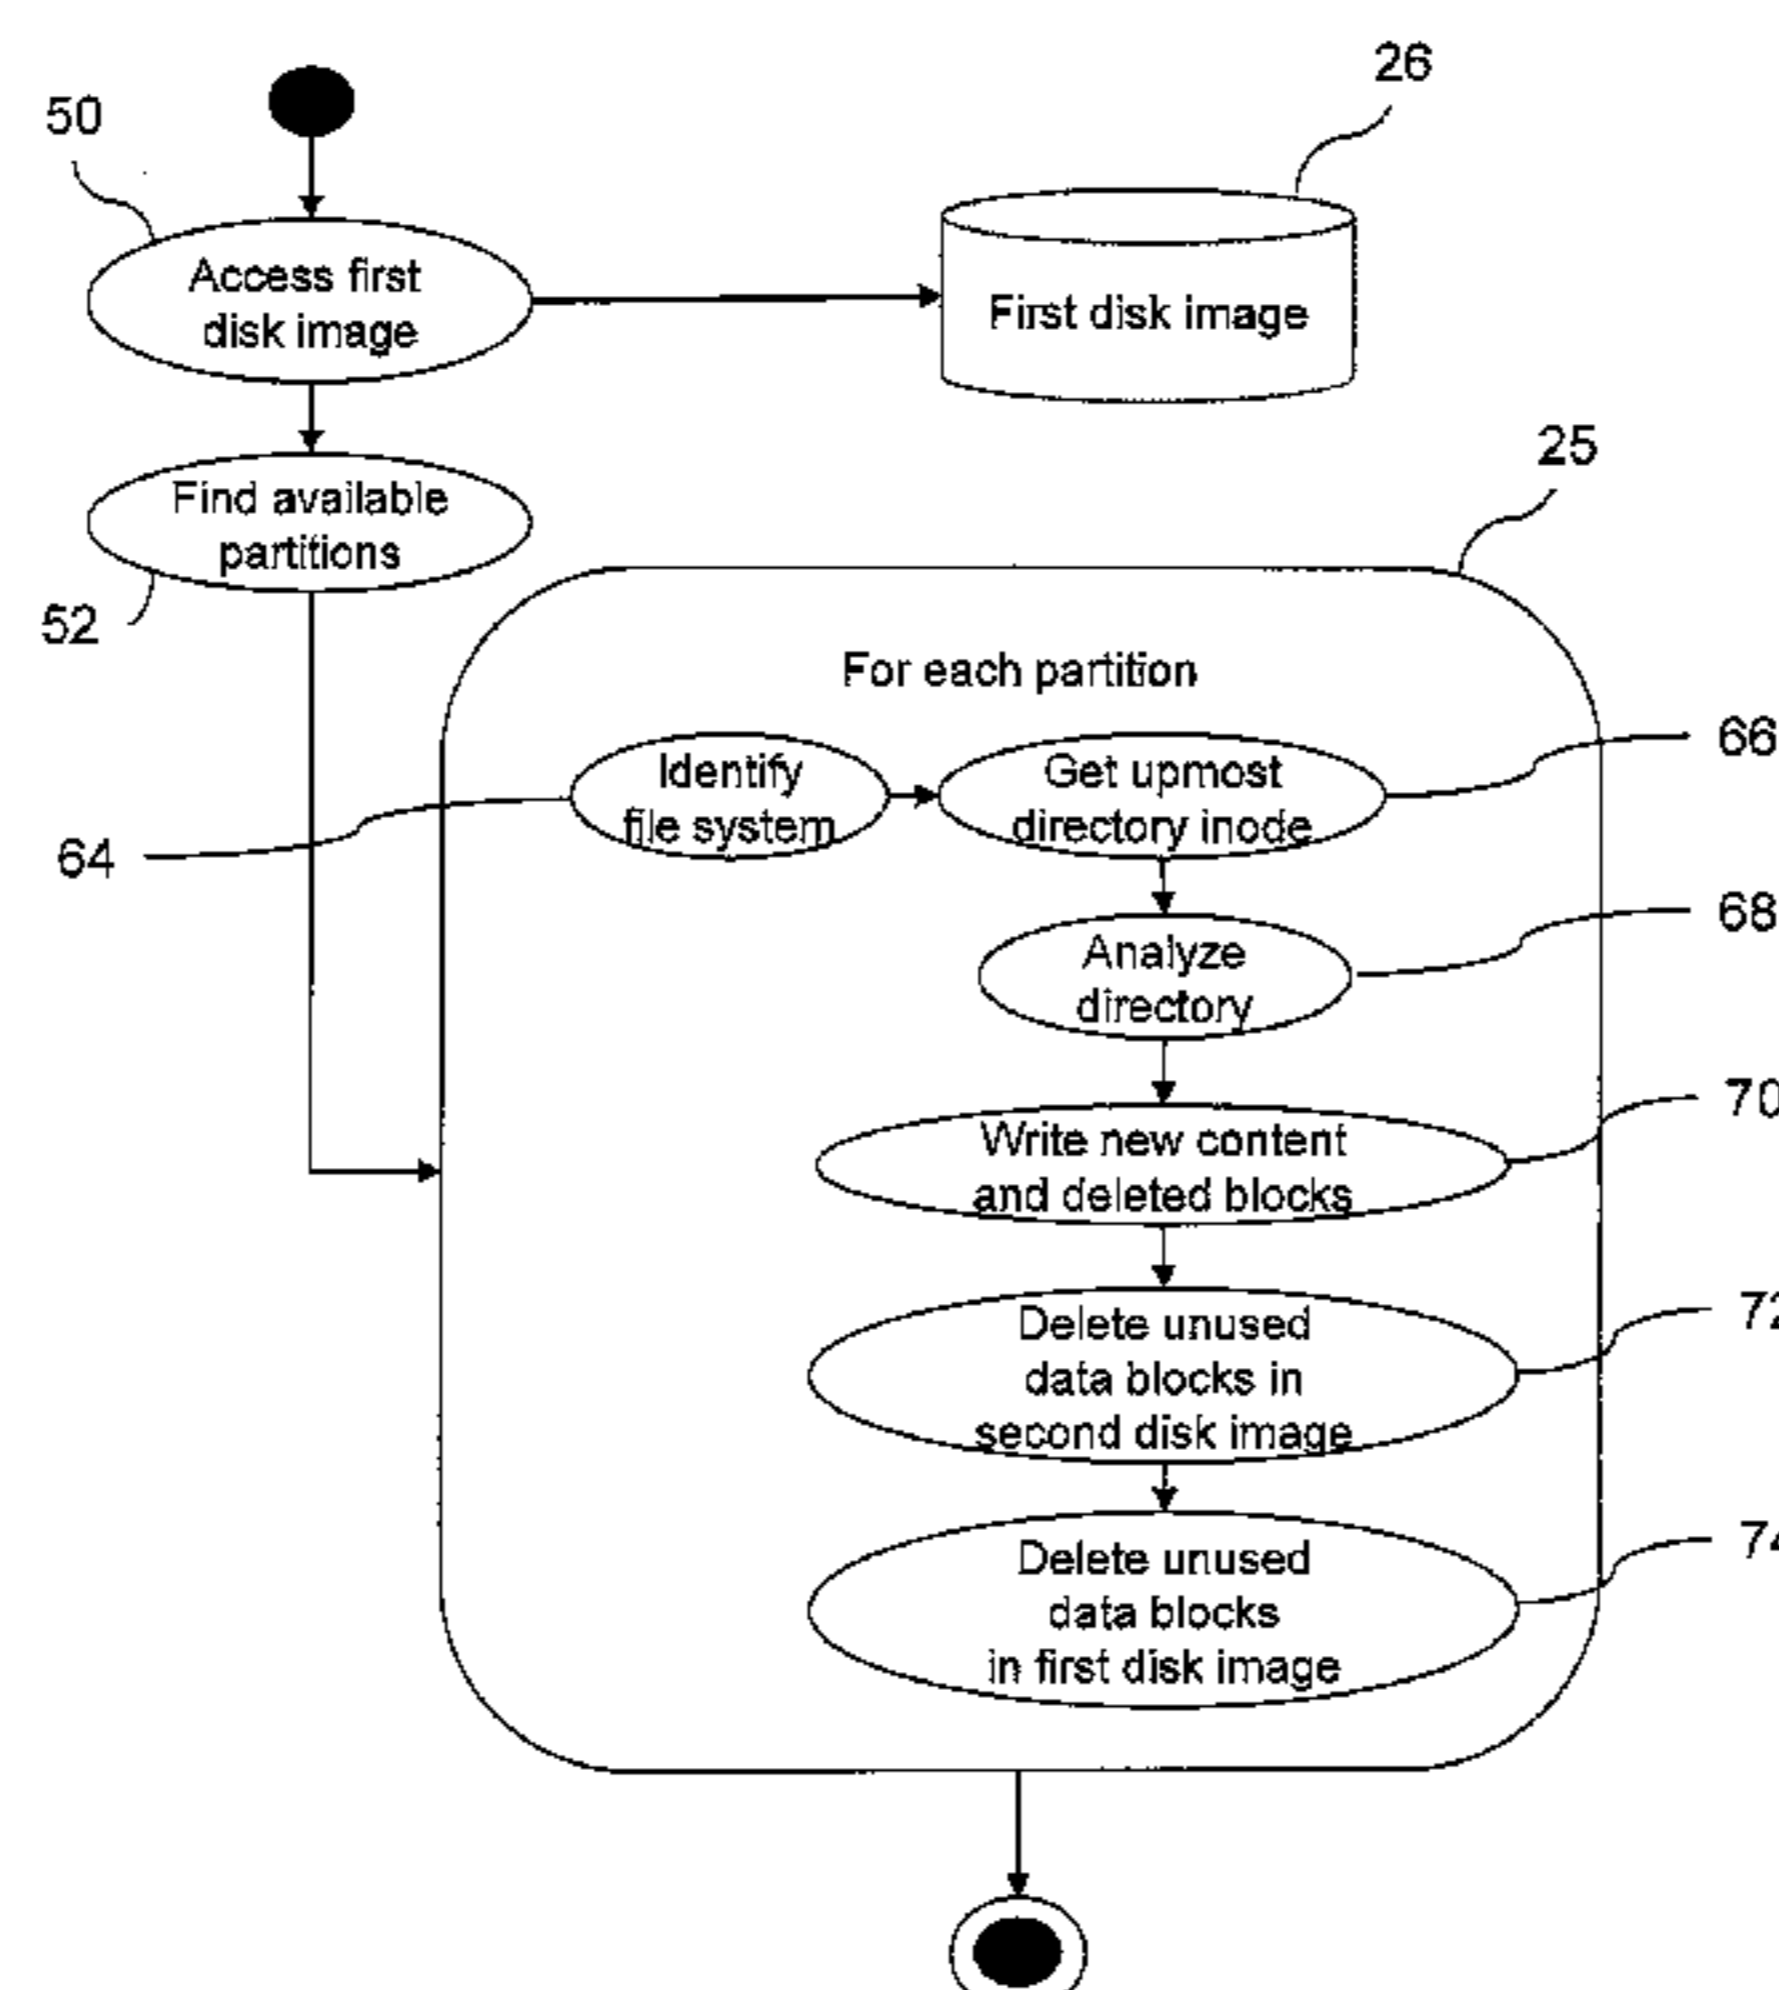 26
50
Access first
disk image
First disk image
25
Find available
partitions
52
For each partition
66
Identify
file system
Get upmost
directory inode
64
68
Analyze
directory
70
Write new content
and deleted blocks
72
Delete unused
data blocks in
second disk image
74
Delete unused
data blocks
in first disk image